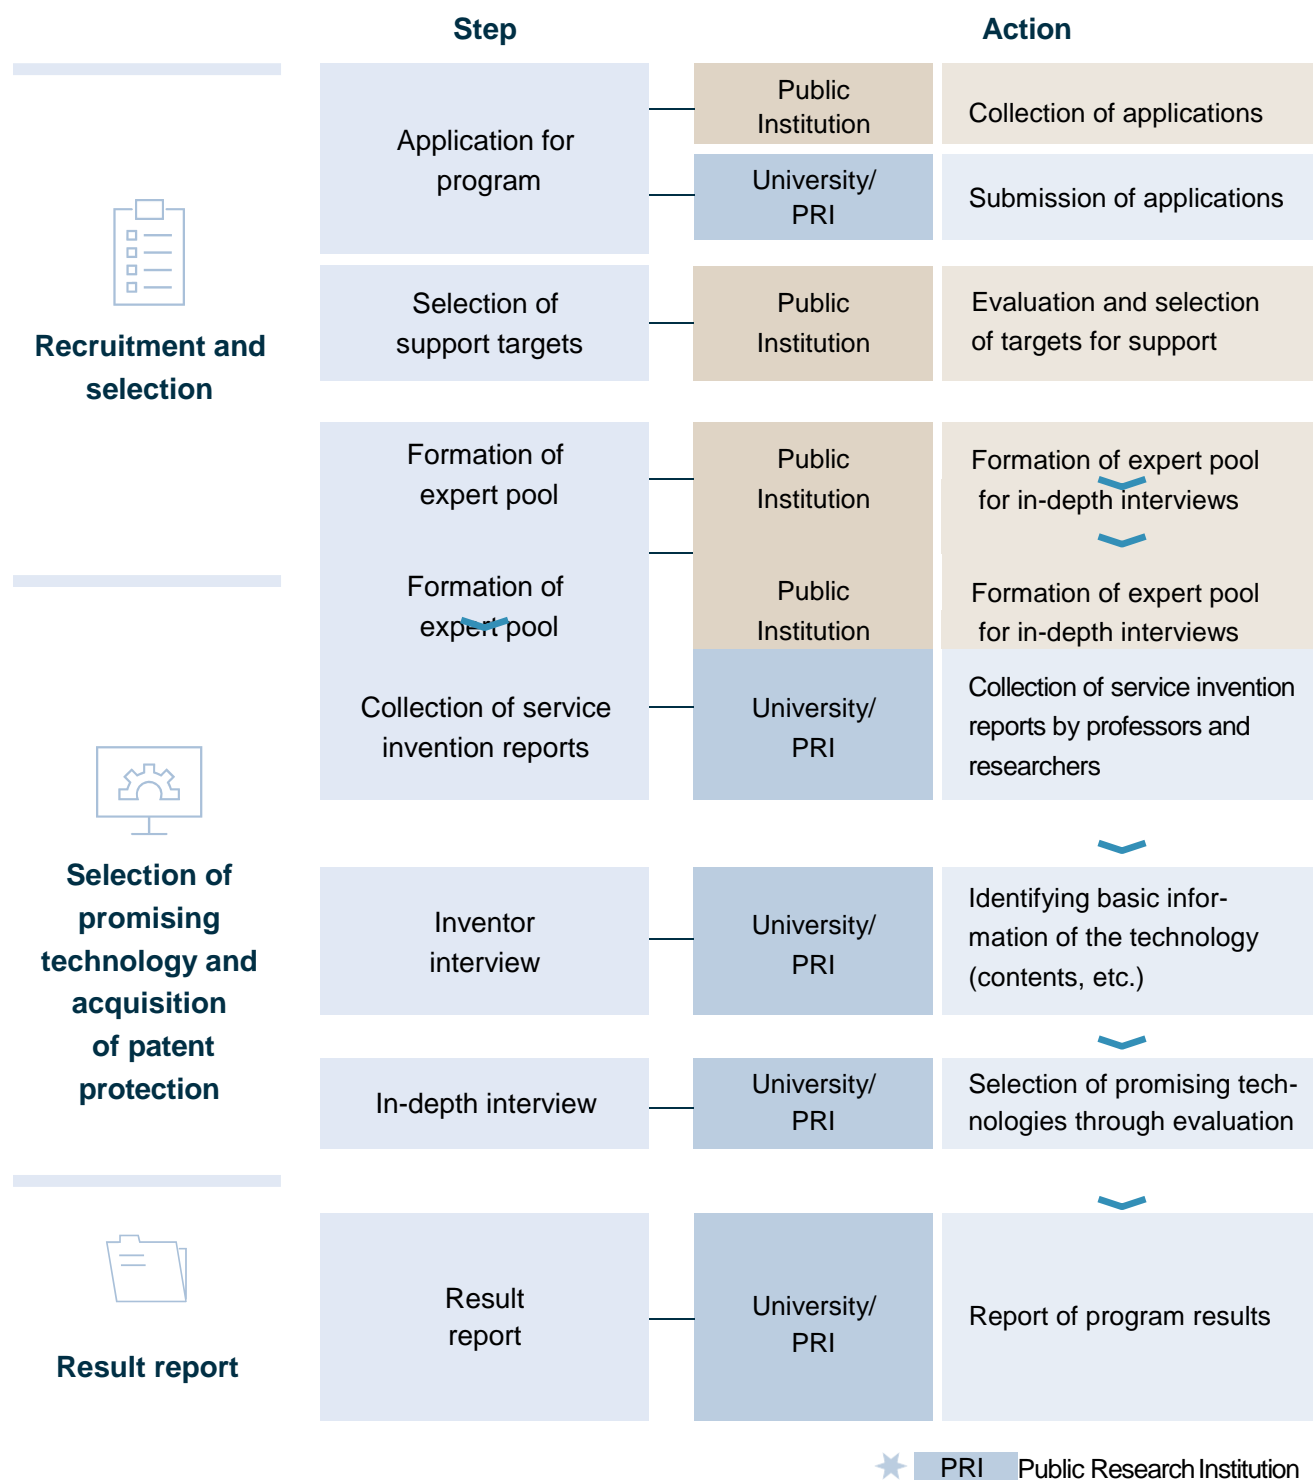 Step
Action
Recruitment and
selection
Application for
program
Public
Institution
Collection of applications
University/
PRI
Submission of applications
Selection of
support targets
Public
Institution
Evaluation and selection
of targets for support
Formation of
expert pool
Public
Institution
Formation of expert pool
for in-depth interviews
Formation of
expert pool
Public
Institution
Formation of expert pool
for in-depth interviews
Selection of
promising
technology and
acquisition
of patent
protection
Collection of service
invention reports
University/
PRI
Collection of service invention
reports by professors and
researchers
Inventor
interview
University/
PRI
Identifying basic infor-
mation of the technology
(contents, etc.)
In-depth interview
University/
PRI
Selection of promising tech-
nologies through evaluation
Result report
Result
report
University/
PRI
Report of program results
PRI Public Research Institution